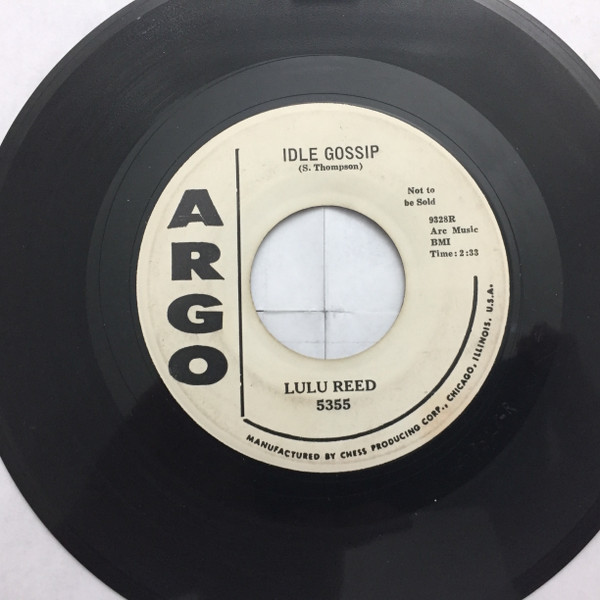 IDLE GOSSIP
(S. Thompson)
Not to
be Sold
9328R
Arc Music
BMI
Time: 2:33
ARGO
LULU REED
5355
MANUFACTURED BY CHESS PRODUCING CORP., CHICAGO, ILLINOIS. U.S.A.